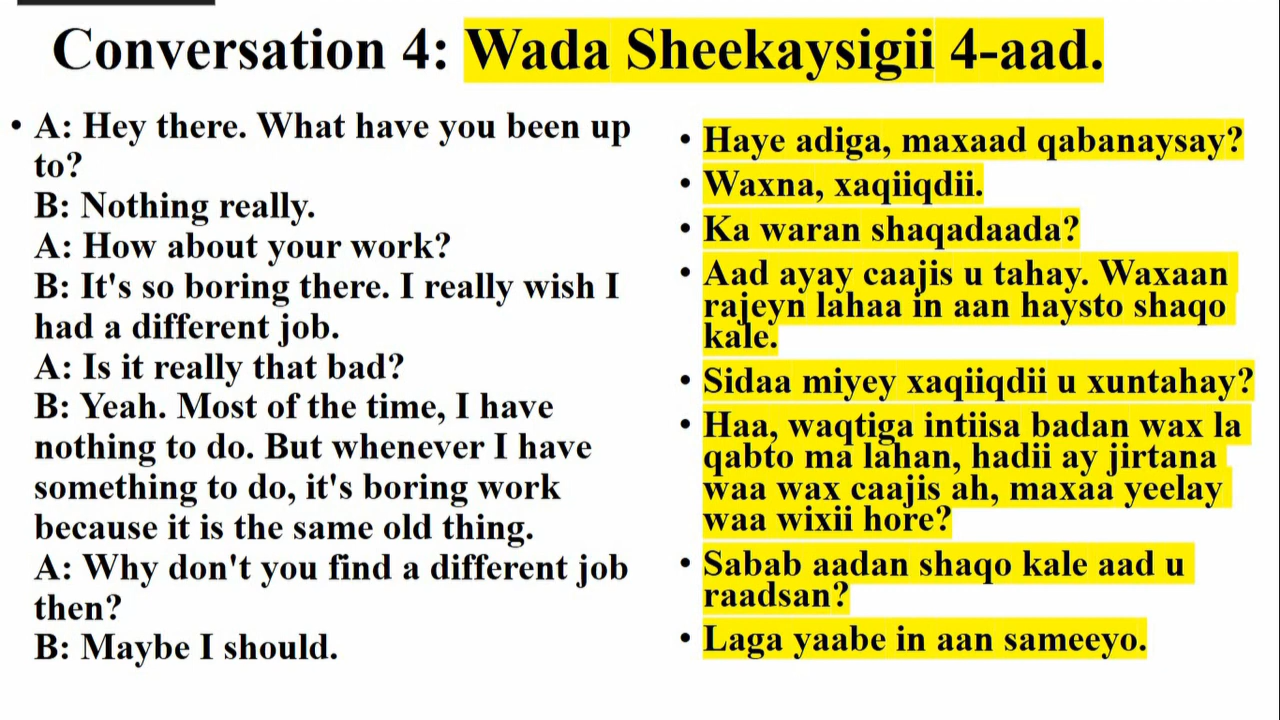 Conversation 4: Wada Sheekaysigii 4-aad.
• A: Hey there. What have you been up
to?
B: Nothing really.
A: How about your work?
B: It's so boring there. I really wish I
had a different job.
A: Is it really that bad?
B: Yeah. Most of the time, I have
nothing to do. But whenever I have
something to do, it's boring work
because it is the same old thing.
A: Why don't you find a different job
then?
B: Maybe I should.
• Haye adiga, maxaad qabanaysay?
• Waxna, xaqiiqdii.
• Ka waran shaqadaada?
• Aad ayay caajis u tahay. Waxaan
rajeyn lahaa in aan haysto shaqo
kale.
• Sidaa miyey xaqiiqdii u xuntahay?
• Haa, waqtiga intiisa badan wax la
qabto ma lahan, hadii ay jirtana
waa wax caajis ah, maxaa yeelay
waa wixii hore?
• Sabab aadan shaqo kale aad u
raadsan?
• Laga yaabe in aan sameeyo.